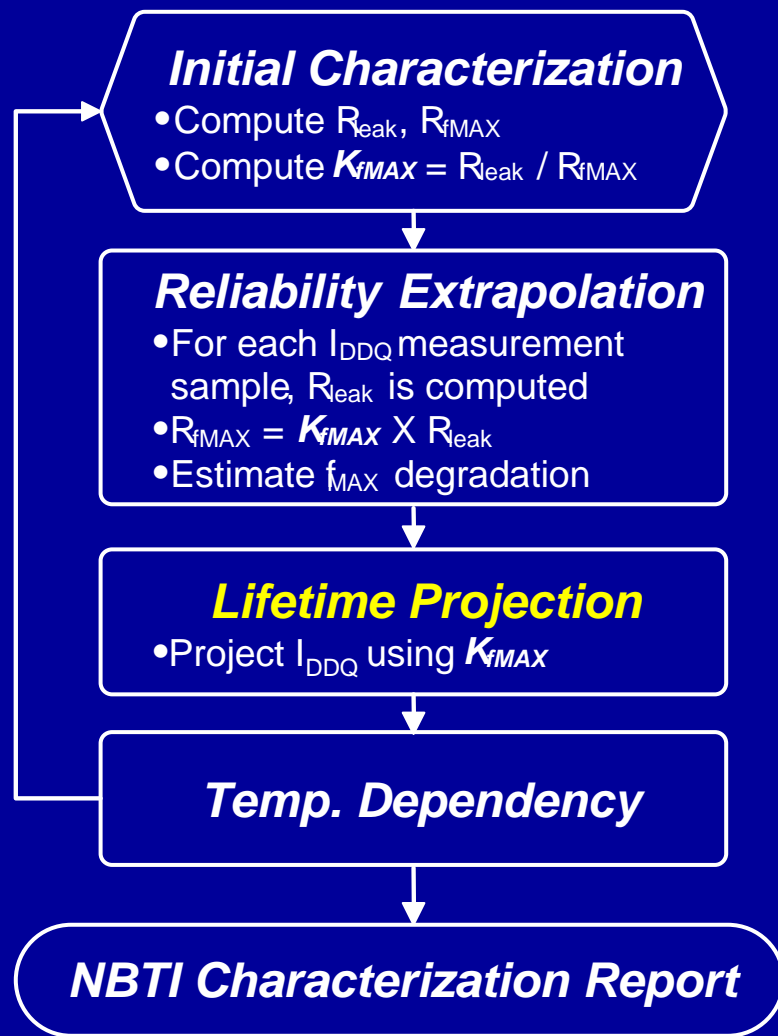 Initial Characterization
•Compute Rleak, RfMAX
•Compute KfMAX = Rleak / RfMAX
Reliability Extrapolation
•For each IDDQ measurement
sample, Rleak is computed
•RfMAX = KfMAX X Rleak
•Estimate fMAX degradation
Lifetime Projection
•Project IDDQ using KfMAX
Temp. Dependency
NBTI Characterization Report